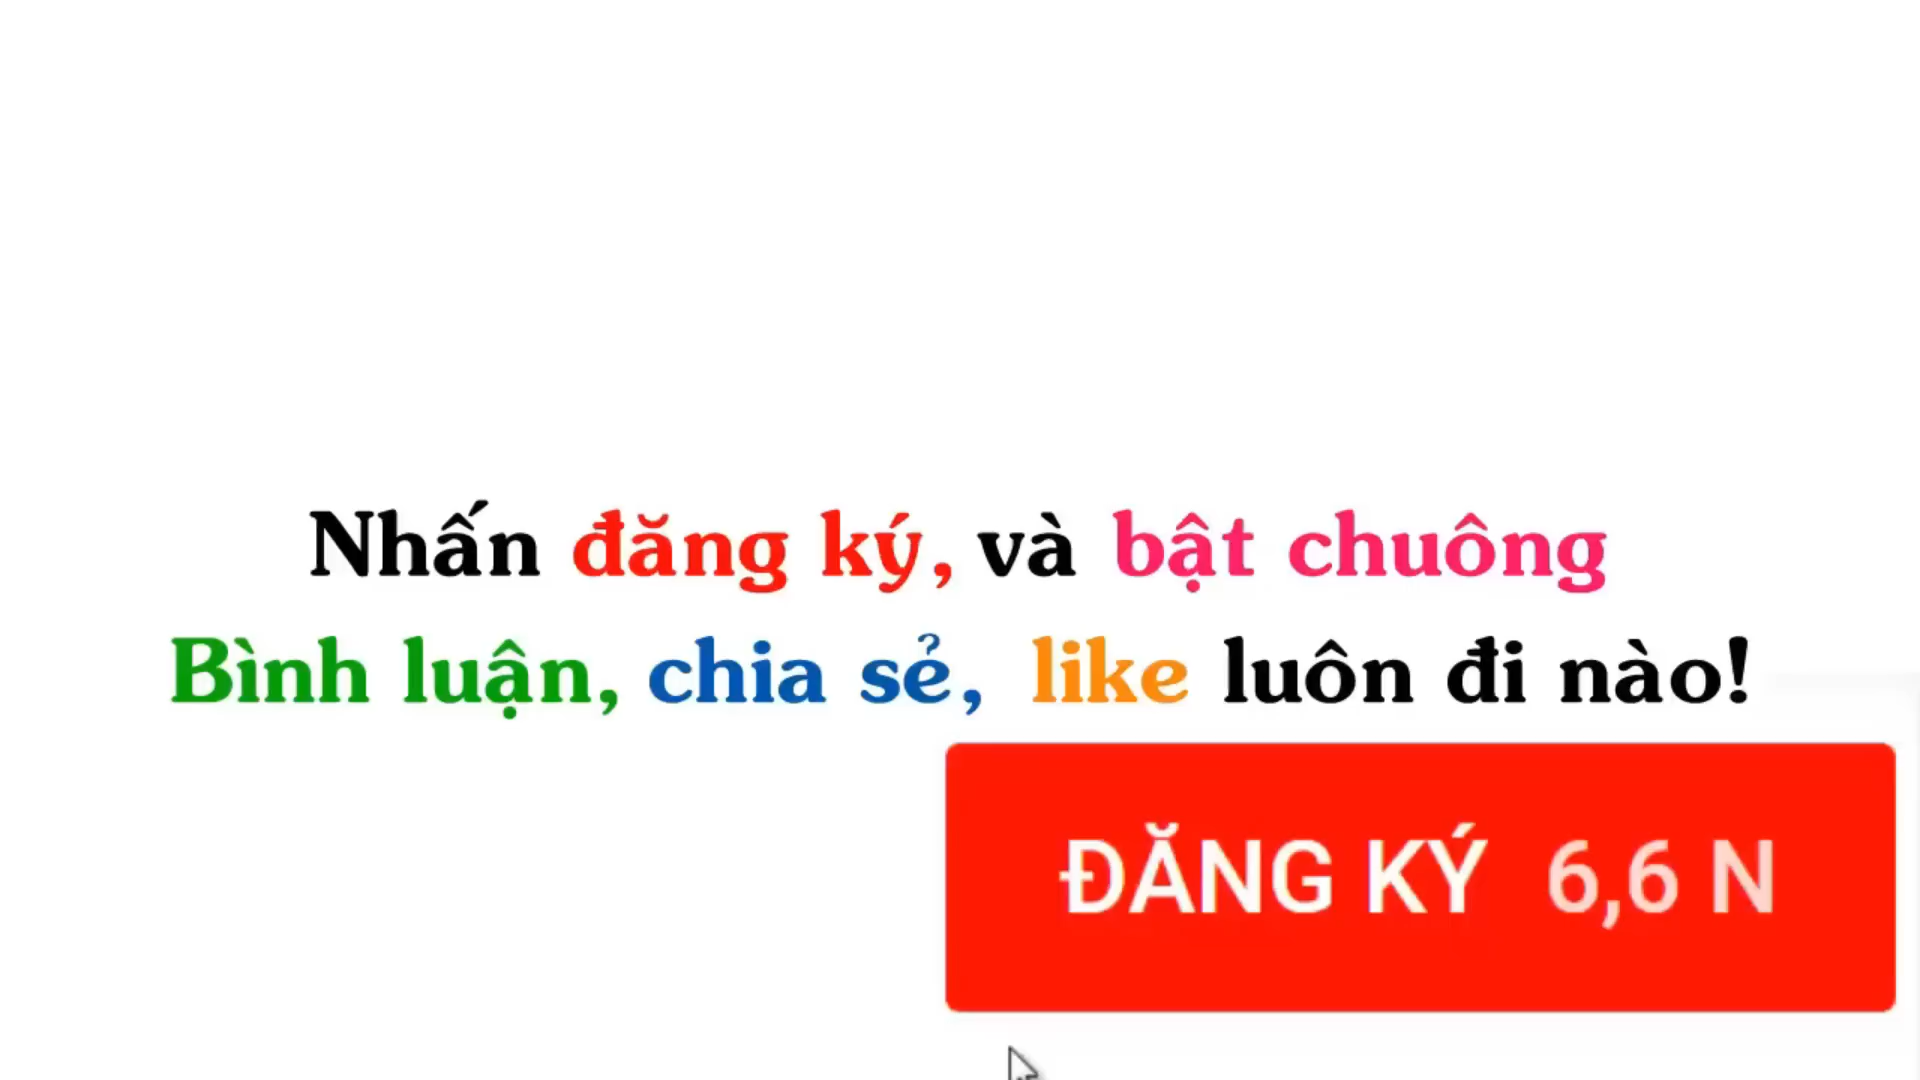 Nhấn đăng ký, và bật chuông
Bình luận, chia sẻ, like luôn đi nào!
ĐĂNG KÝ 6,6 N